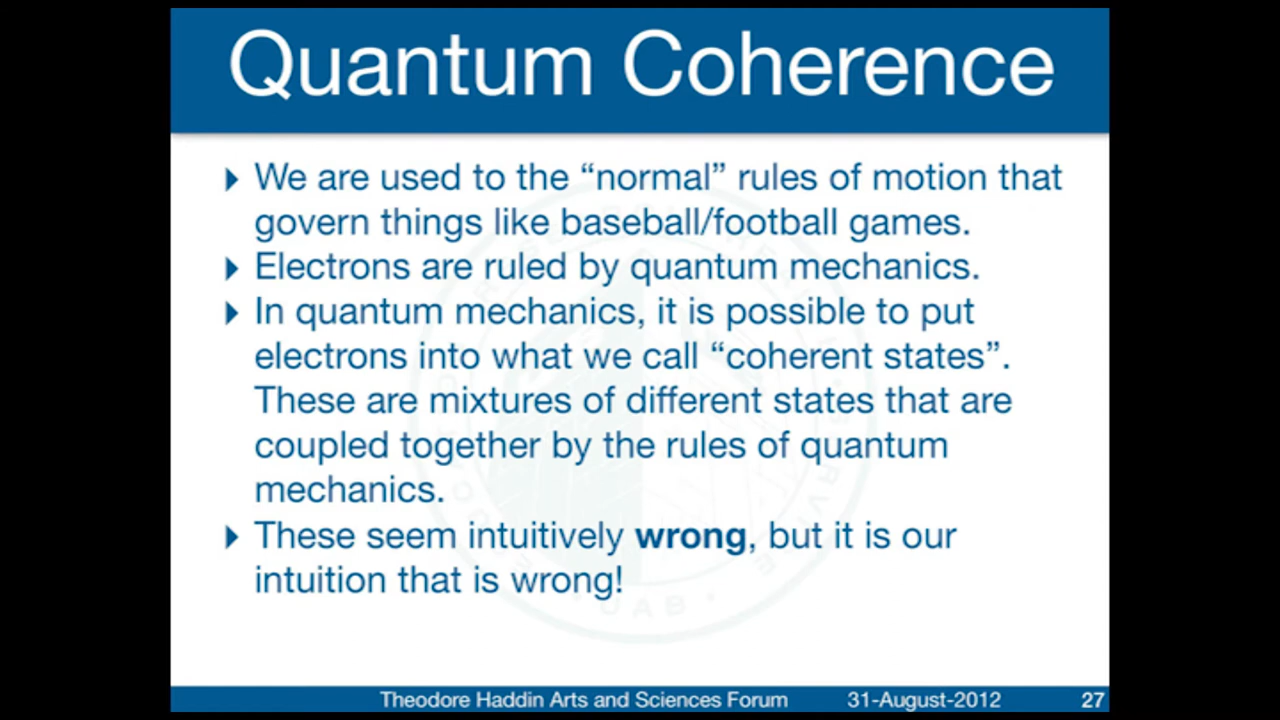 Quantum Coherence
We are used to the “normal” rules of motion that
govern things like baseball/football games.
Electrons are ruled by quantum mechanics.
In quantum mechanics, it is possible to put
electrons into what we call “coherent states”.
These are mixtures of different states that are
coupled together by the rules of quantum
mechanics.
These seem intuitively wrong, but it is our
intuition that is wrong!
UAB
Theodore Haddin Arts and Sciences Forum 31-August-2012 27